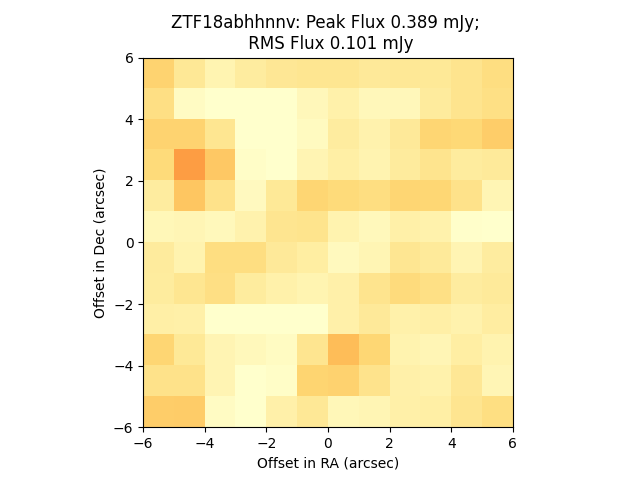 ZTF18abhhnnv: Peak Flux 0.389 mJy;
RMS Flux 0.101 mJy
6
4
2
0
−2
−4
−6
Offset in Dec (arcsec)
−6 −4 −2 0 2 4 6
Offset in RA (arcsec)